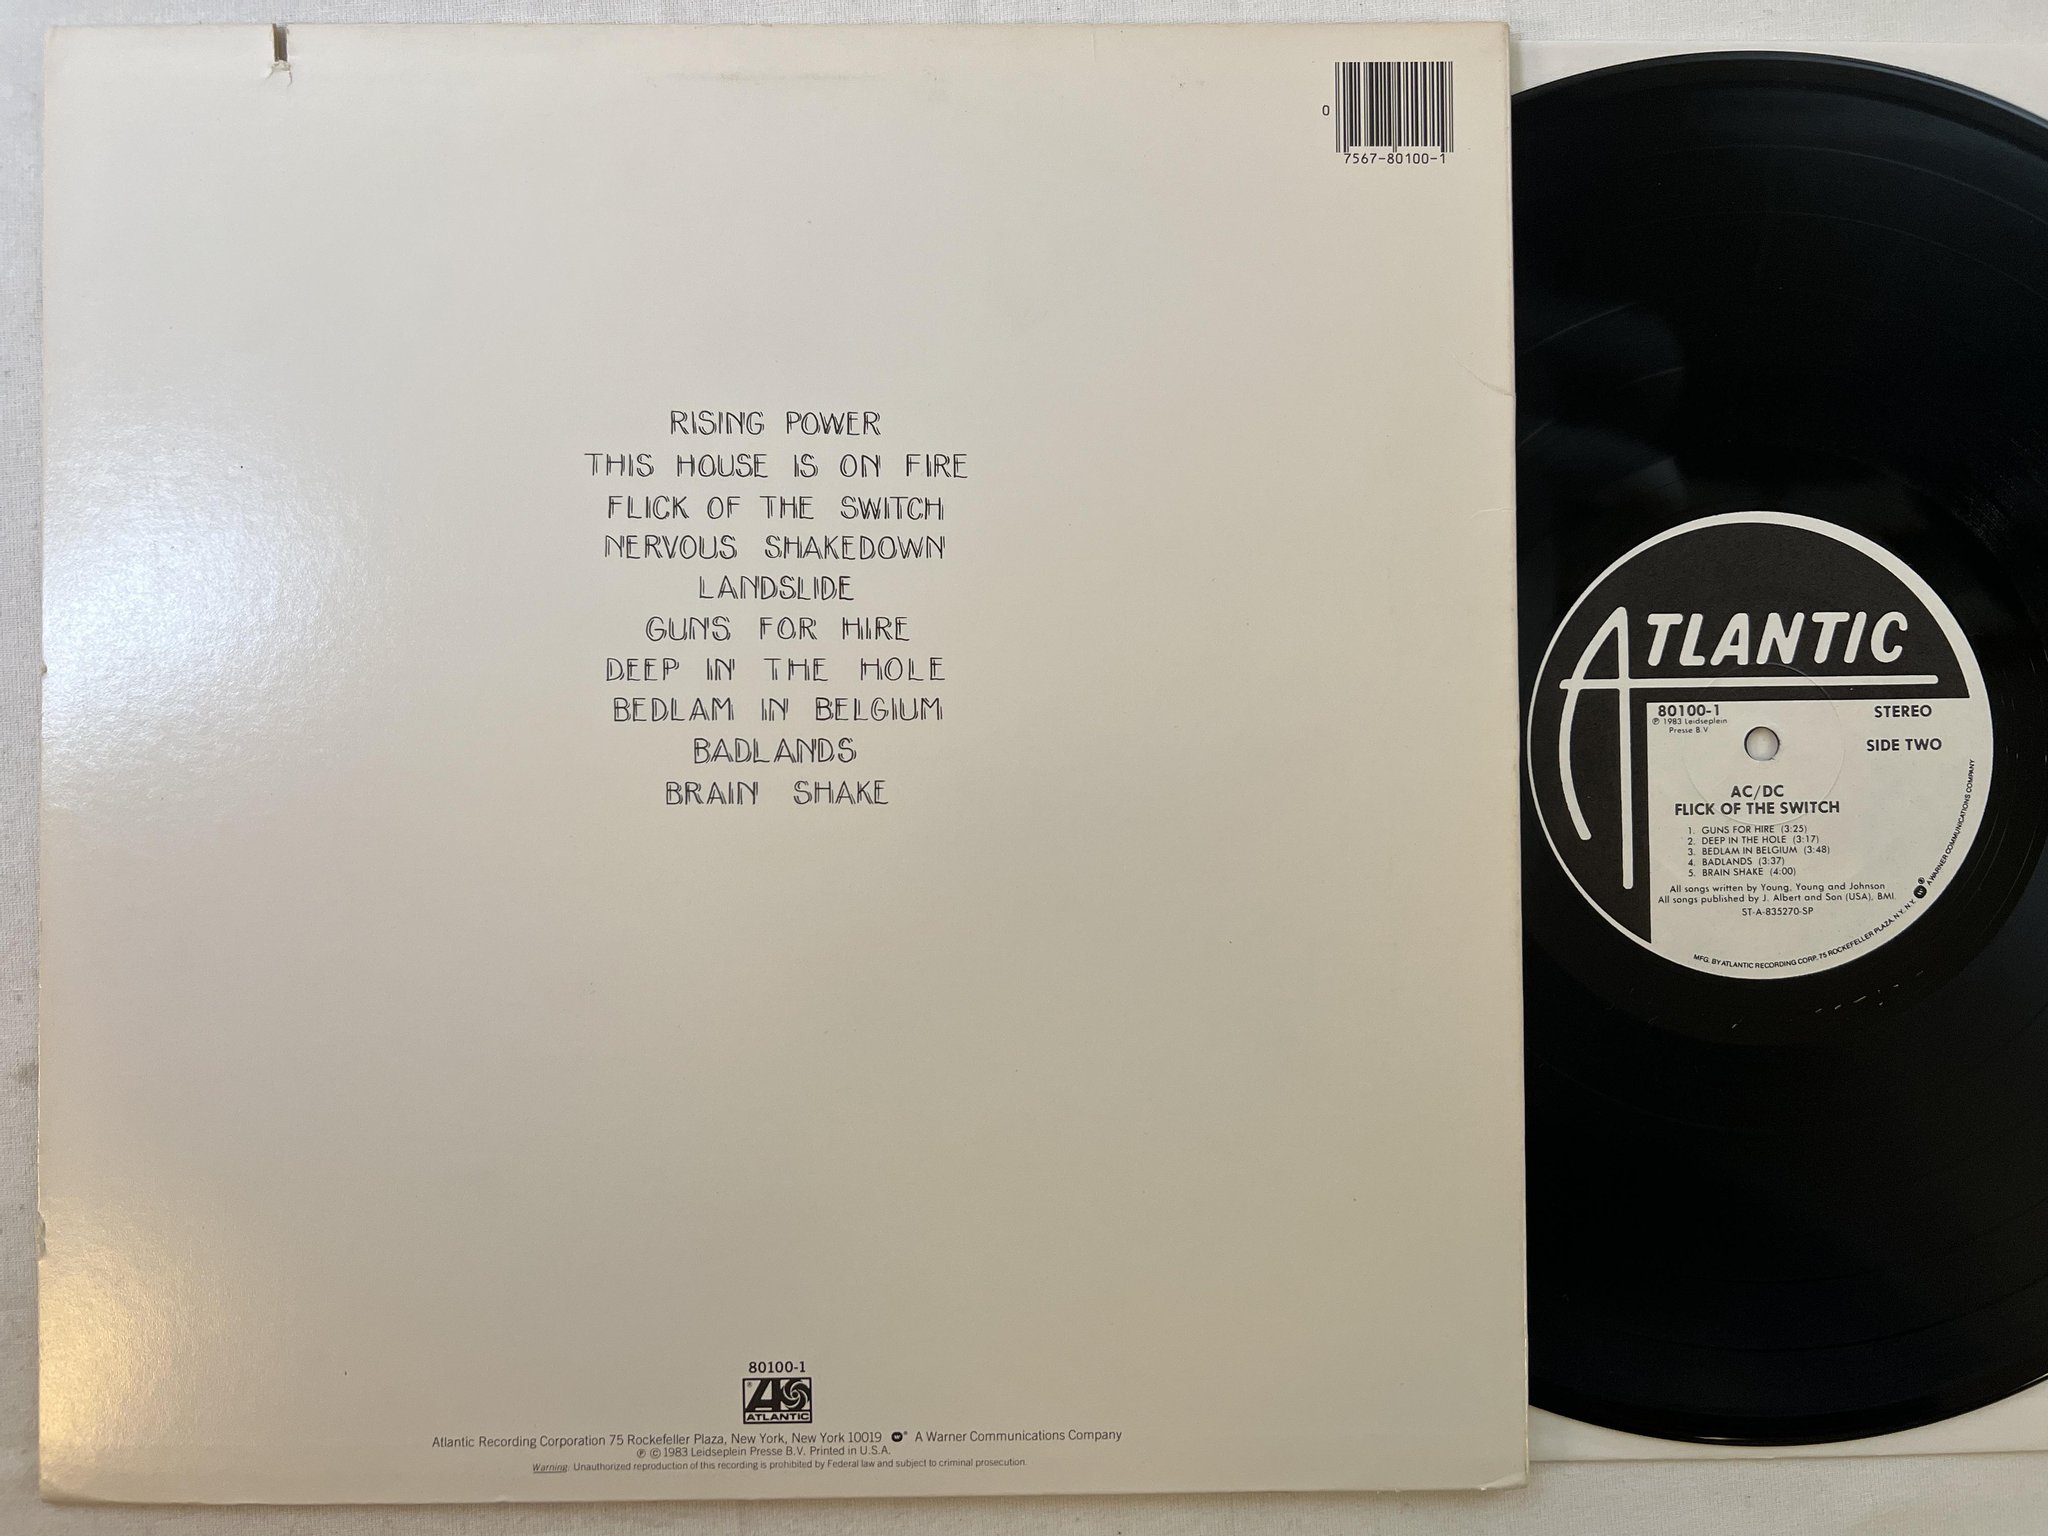 0
7567-80100-1
RISING POWER
THIS HOUSE IS ON FIRE
FLICK OF THE SWITCH
NERVOUS SHAKEDOWN
LANDSLIDE
GUNS FOR HIRE
DEEP IN THE HOLE
BEDLAM IN BELGIUM
BADLANDS
BRAIN SHAKE
80100-1
ATLANTIC
Atlantic Recording Corporation 75 Rockefeller Plaza, New York, New York 10019 A Warner Communications Company
℗ © 1983 Leidseplein Presse B.V. Printed in U.S.A.
Warning: Unauthorized reproduction of this recording is prohibited by Federal law and subject to criminal prosecution.
ATLANTIC
80100-1 STEREO
℗ 1983 Leidseplein
Presse B.V
SIDE TWO
AC/DC
FLICK OF THE SWITCH
1. GUNS FOR HIRE (3:25)
2. DEEP IN THE HOLE (3:17)
3. BEDLAM IN BELGIUM (3:48)
4. BADLANDS (3:37)
5. BRAIN SHAKE (4:00)
All songs written by Young, Young and Johnson
All songs published by J. Albert and Son (USA), BMI.
ST-A-835270-SP
MFG. BY ATLANTIC RECORDING CORP., 75 ROCKEFELLER PLAZA, N.Y., N.Y. A WARNER COMMUNICATIONS COMPANY